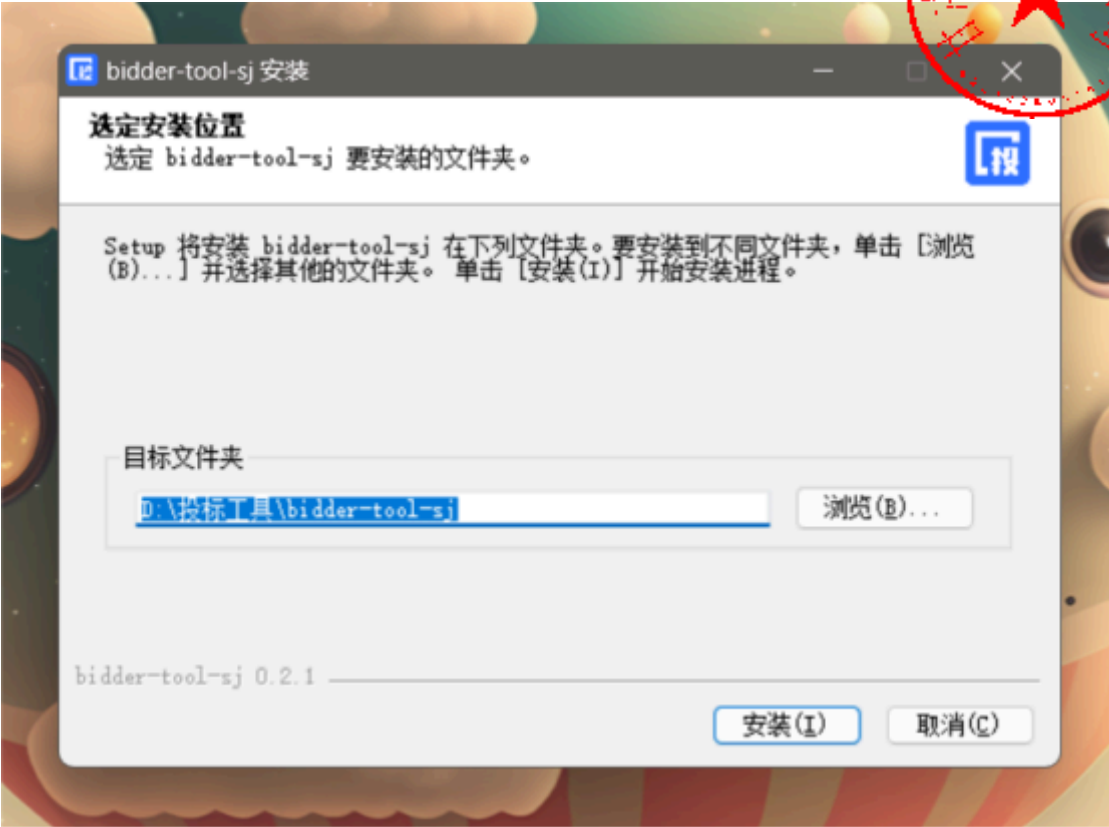 bidder-tool-sj 安装
选定安装位置
选定 bidder-tool-sj 要安装的文件夹。
投
Setup 将安装 bidder-tool-sj 在下列文件夹。要安装到不同文件夹，单击 [浏览
(B)...] 并选择其他的文件夹。 单击 [安装(I)] 开始安装进程。
目标文件夹
D:\投标工具\bidder-tool-sj
浏览(B)...
bidder-tool-sj 0.2.1
安装(I)
取消(C)